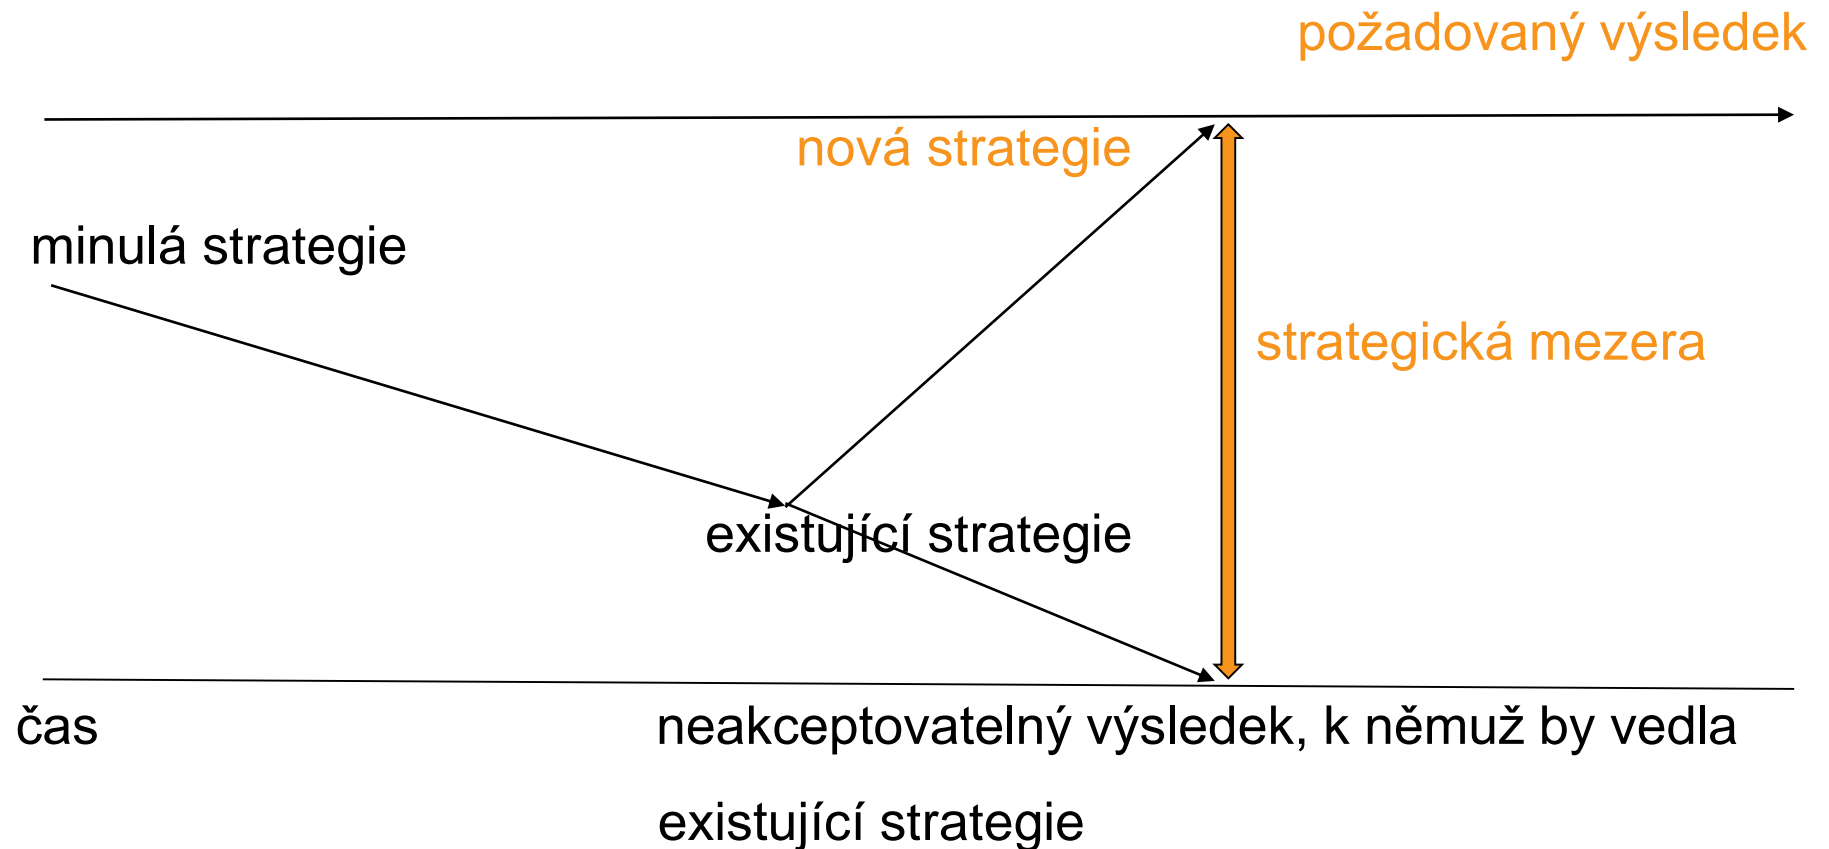 požadovaný výsledek
nová strategie
minulá strategie
strategická mezera
existující strategie
čas
neakceptovatelný výsledek, k němuž by vedla
existující strategie